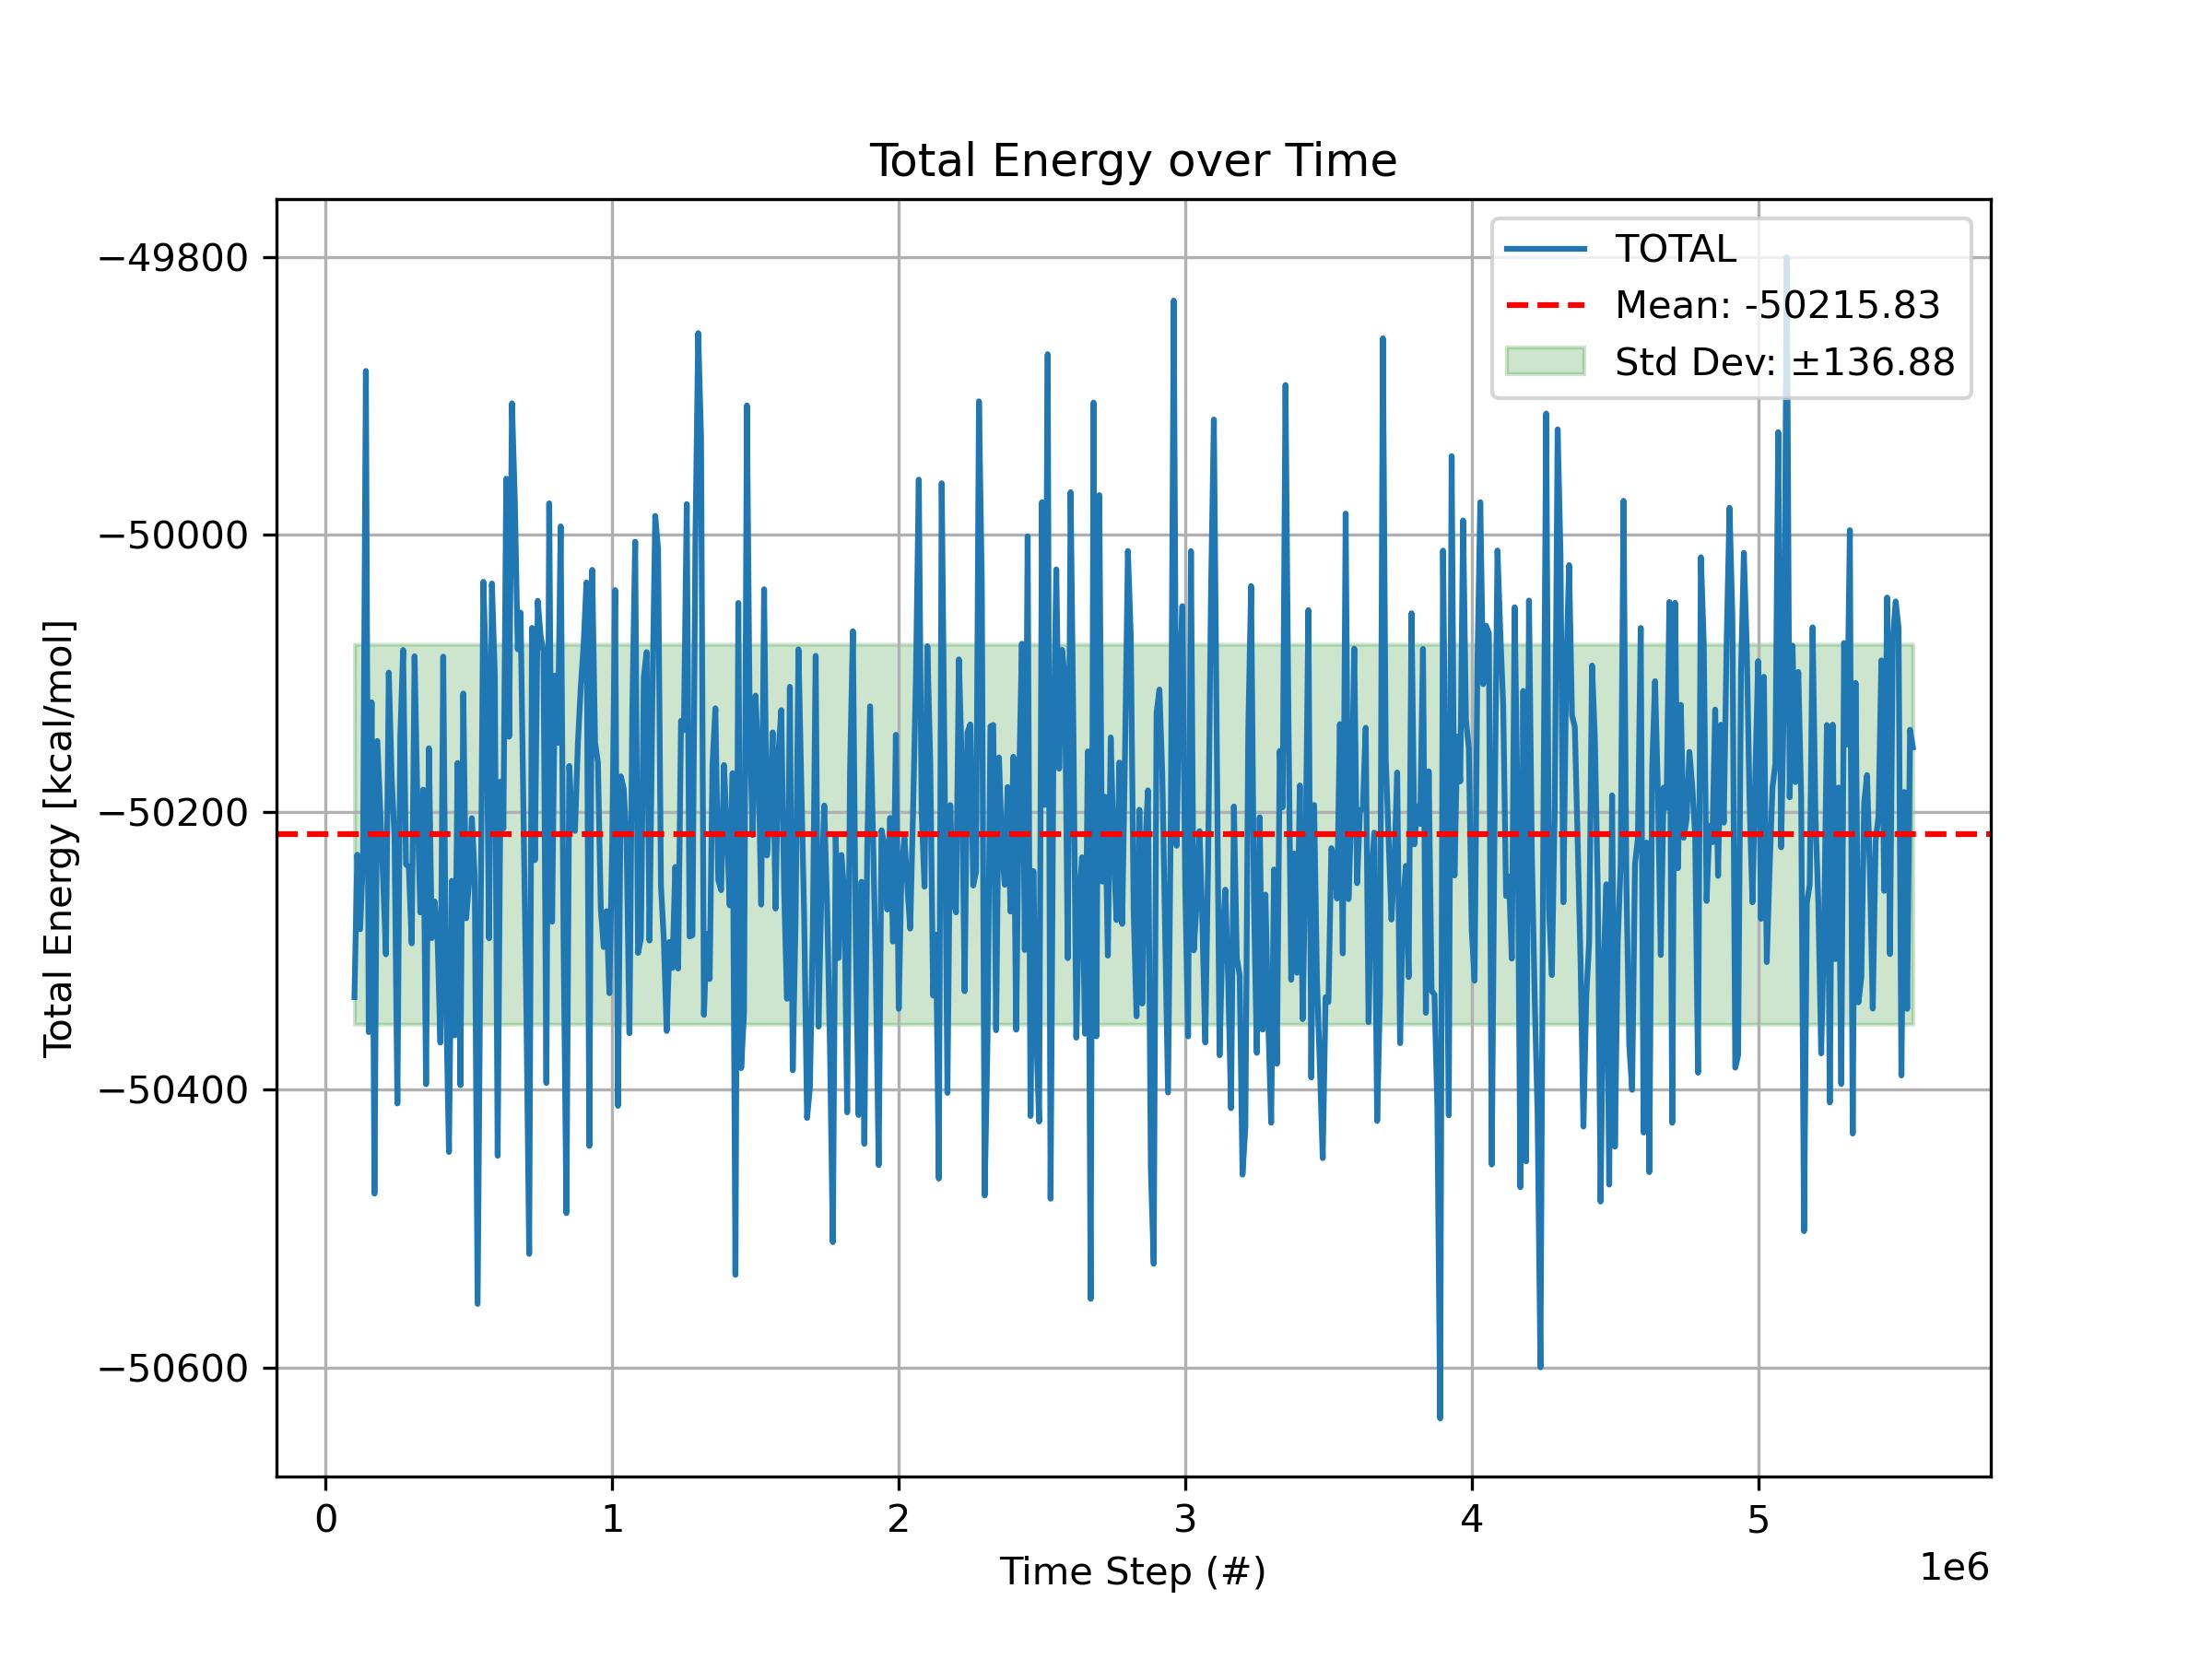 Total Energy over Time
TOTAL
Mean: -50215.83
Std Dev: ±136.88
Total Energy [kcal/mol]
−49800
−50000
−50200
−50400
−50600
0 1 2 3 4 5
1e6
Time Step (#)